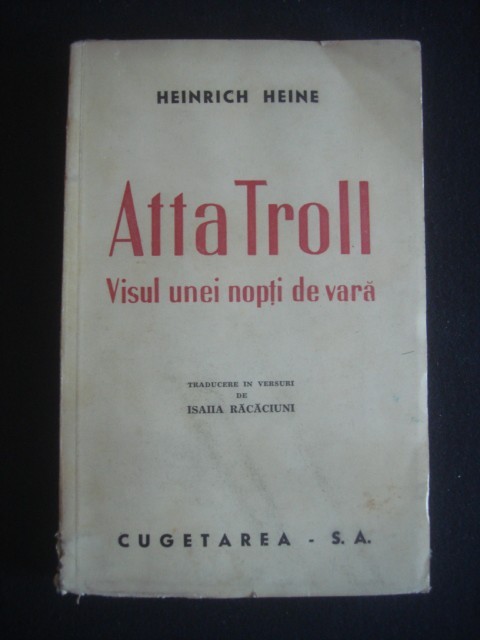 HEINRICH HEINE
Atta Troll
Visul unei nopți de vară
TRADUCERE IN VERSURI
DE
ISAIIA RĂCĂCIUNI
CUGETAREA - S. A.